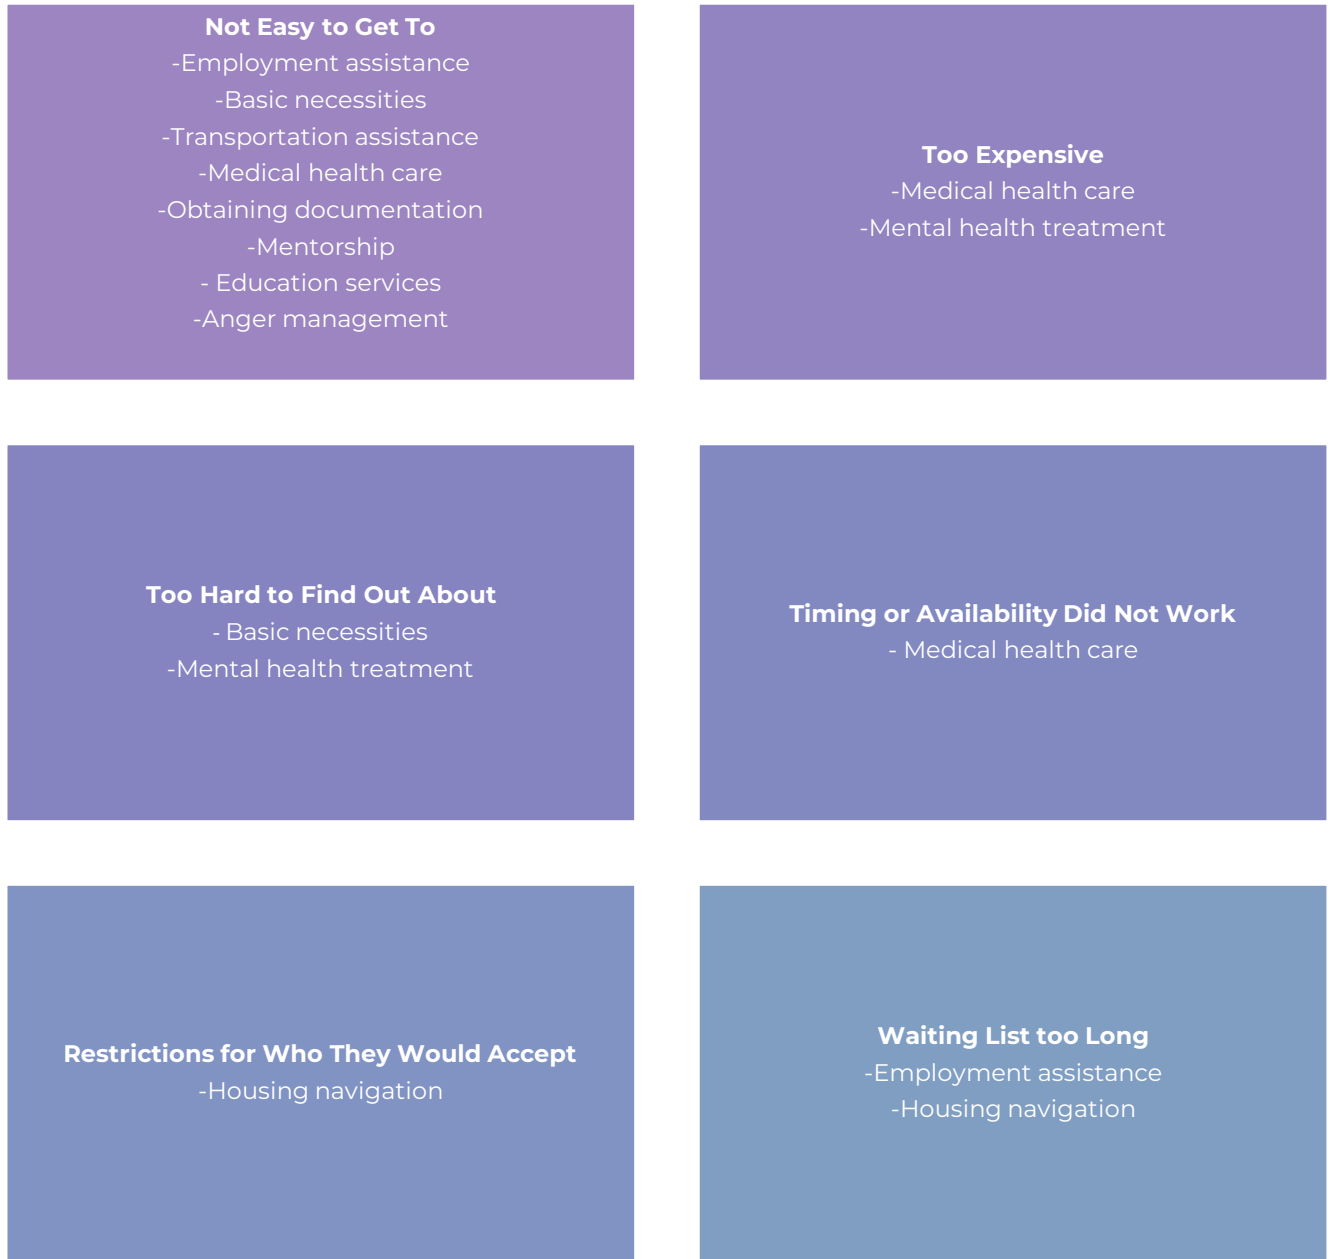 Not Easy to Get To
-Employment assistance
-Basic necessities
-Transportation assistance
-Medical health care
-Obtaining documentation
-Mentorship
- Education services
-Anger management
Too Expensive
-Medical health care
-Mental health treatment
Too Hard to Find Out About
- Basic necessities
-Mental health treatment
Timing or Availability Did Not Work
- Medical health care
Restrictions for Who They Would Accept
-Housing navigation
Waiting List too Long
-Employment assistance
-Housing navigation